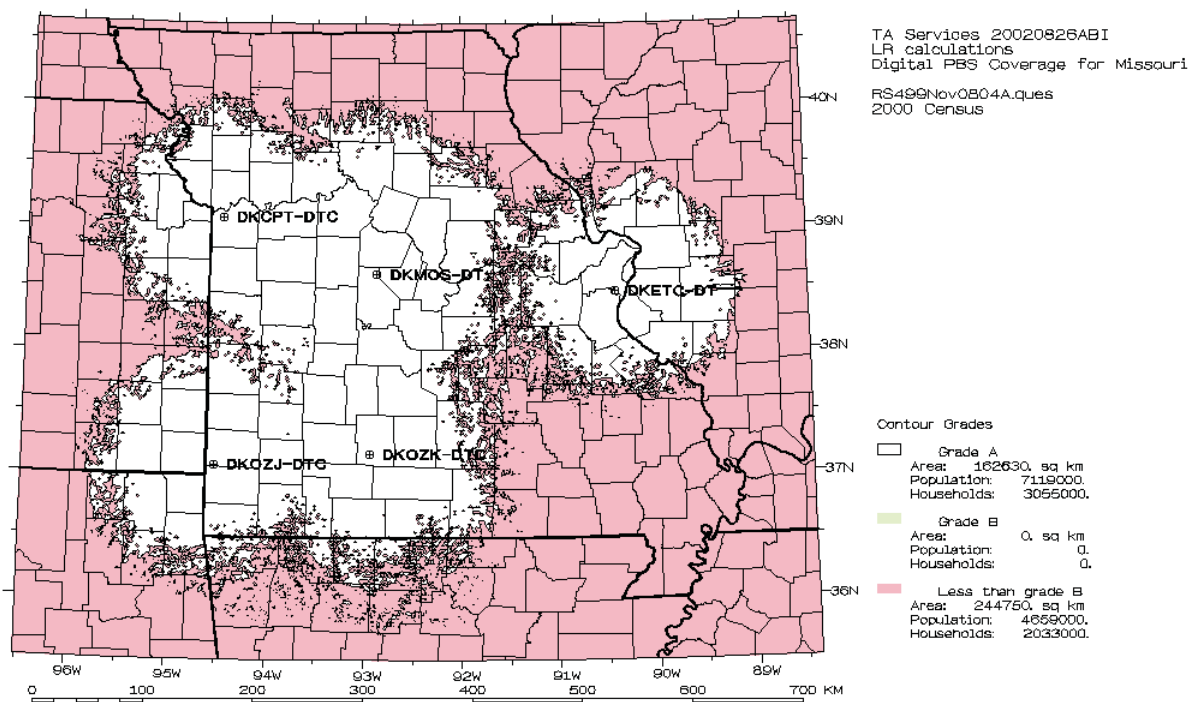 TA Services 20020826ABI
LR calculations
Digital PBS Coverage for Missouri
RS499Nov0804A.ques
2000 Census
40N
39N
38N
37N
36N
DKCPT-DTC
DKMOS-DT
DKETC-DT
DKOZJ-DTC
DKOZK-DTC
Contour Grades
Grade A
Area: 162630. sq km
Population: 7119000.
Households: 3055000.
Grade B
Area: 0. sq km
Population: 0.
Households: 0.
Less than grade B
Area: 244750. sq km
Population: 4659000.
Households: 2033000.
96W 95W 94W 93W 92W 91W 90W 89W
0 100 200 300 400 500 600 700 KM